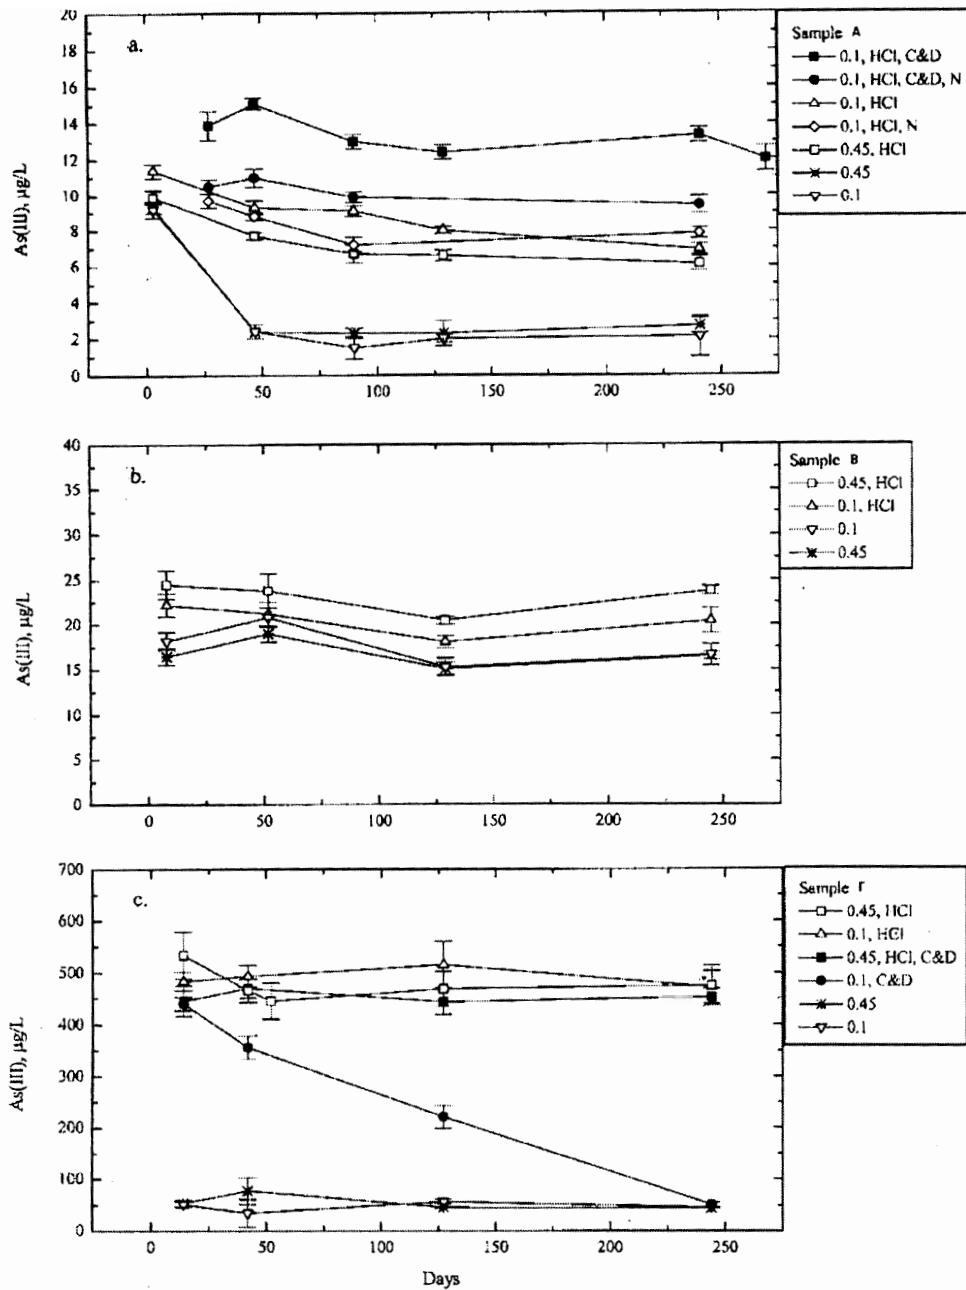 a.
As(III), µg/L
20
18
16
14
12
10
8
6
4
2
0
0 50 100 150 200 250
Sample A
0.1, HCl, C&D
0.1, HCl, C&D, N
0.1, HCl
0.1, HCl, N
0.45, HCl
0.45
0.1
b.
As(III), µg/L
40
35
30
25
20
15
10
5
0
0 50 100 150 200 250
Sample B
0.45, HCl
0.1, HCl
0.1
0.45
c.
As(III), µg/L
700
600
500
400
300
200
100
0
0 50 100 150 200 250
Days
Sample F
0.45, HCl
0.1, HCl
0.45, HCl, C&D
0.1, C&D
0.45
0.1